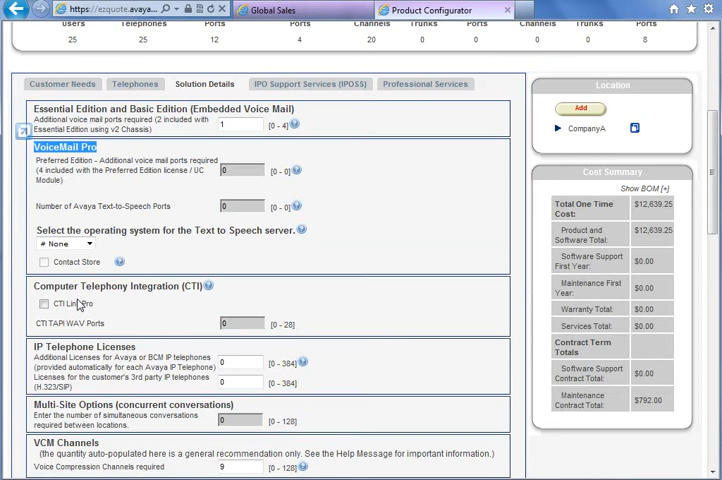 https://ezquote.avaya...
Global Sales
Product Configurator
Users
Telephones
Ports
Ports
Ports
Trunks
Trunks
Ports
25
25
12
4
20
0
0
0
8
Customer Needs
Telephones
Solution Details
IPO Support Services (IPOSS)
Professional Services
Essential Edition and Basic Edition (Embedded Voice Mail)
Additional voice mail ports required (2 included with
Essential Edition using v2 Chassis)
1
[0 - 4]
VoiceMail Pro
Preferred Edition - Additional voice mail ports required
(4 included with the Preferred edition license / UC
Module)
0
[0 - 0]
Number of Avaya Text-to-Speech Ports
0
[0 - 0]
Select the operating system for the Text to Speech server.
# None
Contact Store
Computer Telephony Integration (CTI)
CTI Link Pro
CTI TAPI WAV Ports
0
[0 - 28]
IP Telephone Licenses
Additional Licenses for Avaya or BCM IP telephones
(provided automatically for each Avaya IP Telephone)
0
[0 - 384]
Licenses for the customer's 3rd party IP telephones
(H.323/SIP)
0
[0 - 384]
Multi-Site Options (concurrent conversations)
Enter the number of simultaneous conversations
required between locations.
0
[0 - 128]
VCM Channels
(the quantity auto-populated here is a general recommendation only. See the Help Message for important information.)
Voice Compression Channels required
9
[0 - 128]
Location
Add
CompanyA
Cost Summary
Show BOM [+]
Total One Time
Cost:
$12,639.25
Product and
Software Total:
$12,639.25
Software Support
First Year:
$0.00
Maintenance First
Year:
$0.00
Warranty Total:
$0.00
Services Total:
$0.00
Contract Term
Totals
Software Support
Contract Total:
$0.00
Maintenance
Contract Total:
$792.00